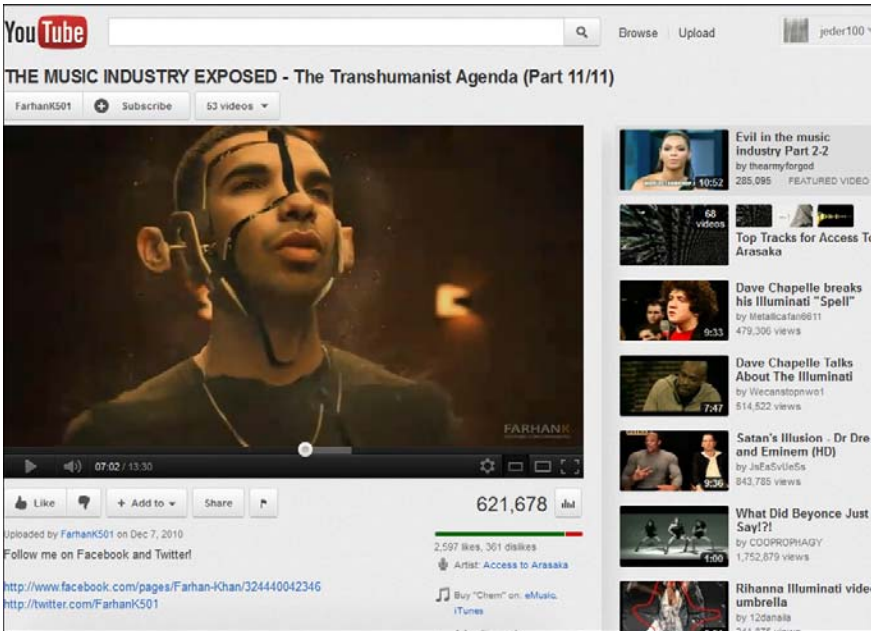 YouTube
Browse
Upload
jeder100
THE MUSIC INDUSTRY EXPOSED - The Transhumanist Agenda (Part 11/11)
FarhanK501
Subscribe
53 videos
FARHANK
07:02 / 13:30
Like
+ Add to
Share
621,678
Uploaded by FarhanK501 on Dec 7, 2010
Follow me on Facebook and Twitter!
http://www.facebook.com/pages/Farhan-Khan/324440042346
http://twitter.com/FarhanK501
2,597 likes, 361 dislikes
Artist: Access to Arasaka
Buy "Chem" on: eMusic,
iTunes
10:52
Evil in the music
industry Part 2-2
by thearmyforgod
285,095 FEATURED VIDEO
68
videos
Top Tracks for Access To
Arasaka
9:33
Dave Chapelle breaks
his Illuminati "Spell"
by Metallicafan6611
479,306 views
7:47
Dave Chapelle Talks
About The Illuminati
by Wecanstopnwo1
514,522 views
9:36
Satan's Illusion - Dr Dre
and Eminem (HD)
by JsEaSvUeSs
843,785 views
1:00
What Did Beyonce Just
Say!?!
by COOPROPHAGY
1,752,879 views
Rihanna Illuminati video
umbrella
by 12danaila